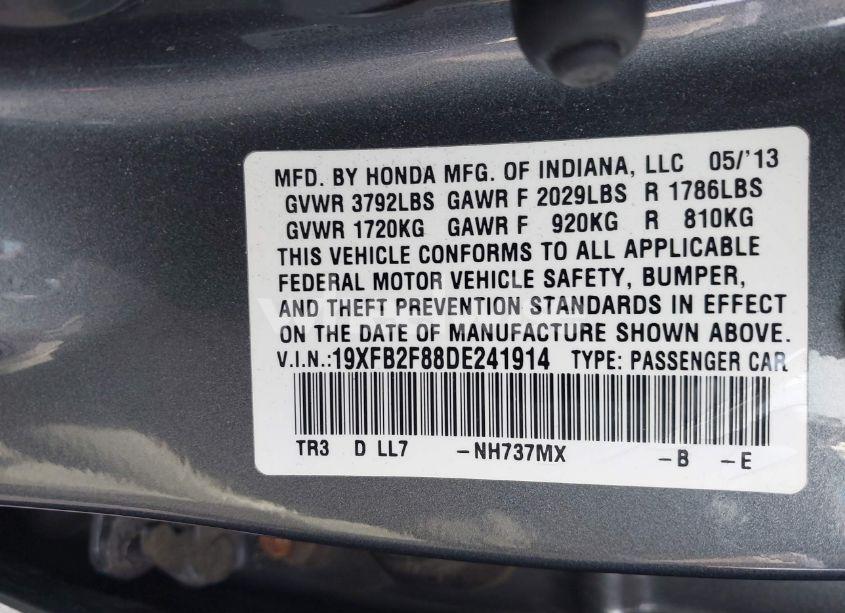 MFD. BY HONDA MFG. OF INDIANA, LLC 05/'13
GVWR 3792LBS GAWR F 2029LBS R 1786LBS
GVWR 1720KG GAWR F 920KG R 810KG
THIS VEHICLE CONFORMS TO ALL APPLICABLE
FEDERAL MOTOR VEHICLE SAFETY, BUMPER,
AND THEFT PREVENTION STANDARDS IN EFFECT
ON THE DATE OF MANUFACTURE SHOWN ABOVE.
V.I.N.:19XFB2F88DE241914 TYPE: PASSENGER CAR
TR3 D LL7 -NH737MX -B -E